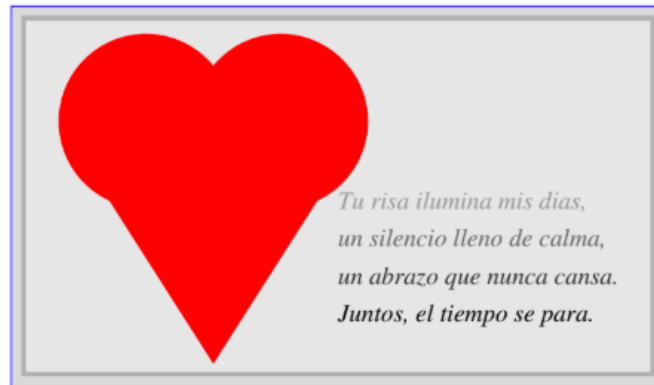 Tu risa ilumina mis dias,
un silencio lleno de calma,
un abrazo que nunca cansa.
Juntos, el tiempo se para.